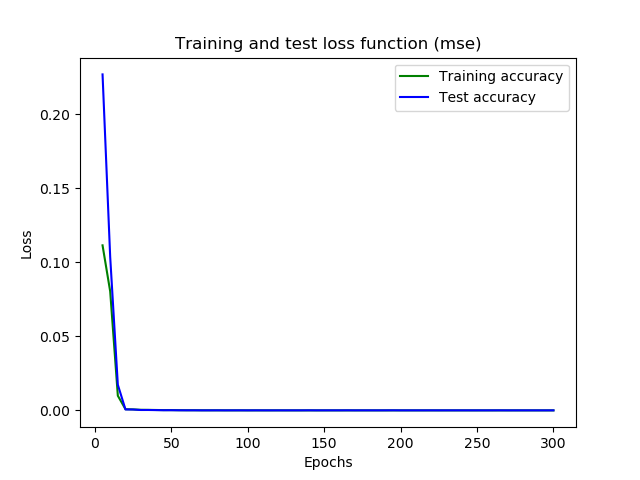 Training and test loss function (mse)
Training accuracy
Test accuracy
0.20
0.15
0.10
0.05
0.00
Loss
0
50
100
150
200
250
300
Epochs